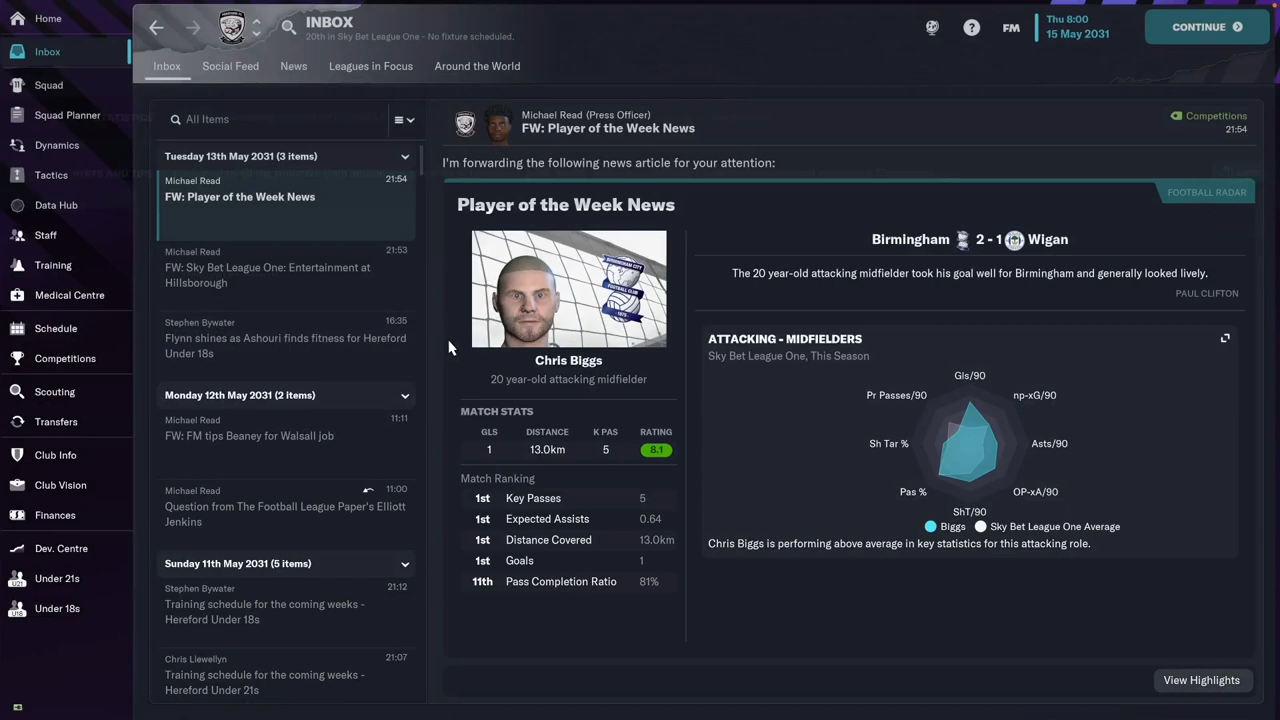 Home
Inbox
Squad
Squad Planner
Dynamics
Tactics
Data Hub
Staff
Training
Medical Centre
Schedule
Competitions
Scouting
Transfers
Club Info
Club Vision
Finances
Dev. Centre
U21
Under 21s
U18
Under 18s
INBOX
20th in Sky Bet League One - No fixture scheduled.
?
FM
Thu 8:00
15 May 2031
CONTINUE
Inbox
Social Feed
News
Leagues in Focus
Around the World
All Items
Tuesday 13th May 2031 (3 items)
Michael Read
21:54
FW: Player of the Week News
Michael Read
21:53
FW: Sky Bet League One: Entertainment at
Hillsborough
Stephen Bywater
16:35
Flynn shines as Ashouri finds fitness for Hereford
Under 18s
Monday 12th May 2031 (2 items)
Michael Read
11:11
FW: FM tips Beaney for Walsall job
Michael Read
11:00
Question from The Football League Paper's Elliott
Jenkins
Sunday 11th May 2031 (5 items)
Stephen Bywater
21:12
Training schedule for the coming weeks -
Hereford Under 18s
Chris Llewellyn
21:07
Training schedule for the coming weeks -
Hereford Under 21s
Michael Read (Press Officer)
FW: Player of the Week News
Competitions
21:54
I'm forwarding the following news article for your attention:
FOOTBALL RADAR
Player of the Week News
BIRMINGHAM CITY
FOOTBALL CLUB
1875
Chris Biggs
20 year-old attacking midfielder
MATCH STATS
GLS DISTANCE K PAS RATING
1 13.0km 5 8.1
Match Ranking
1st Key Passes 5
1st Expected Assists 0.64
1st Distance Covered 13.0km
1st Goals 1
11th Pass Completion Ratio 81%
Birmingham 2 - 1 Wigan
The 20 year-old attacking midfielder took his goal well for Birmingham and generally looked lively.
PAUL CLIFTON
ATTACKING - MIDFIELDERS
Sky Bet League One, This Season
Gls/90
Pr Passes/90
np-xG/90
Sh Tar %
Asts/90
Pas %
OP-xA/90
ShT/90
Biggs
Sky Bet League One Average
Chris Biggs is performing above average in key statistics for this attacking role.
View Highlights